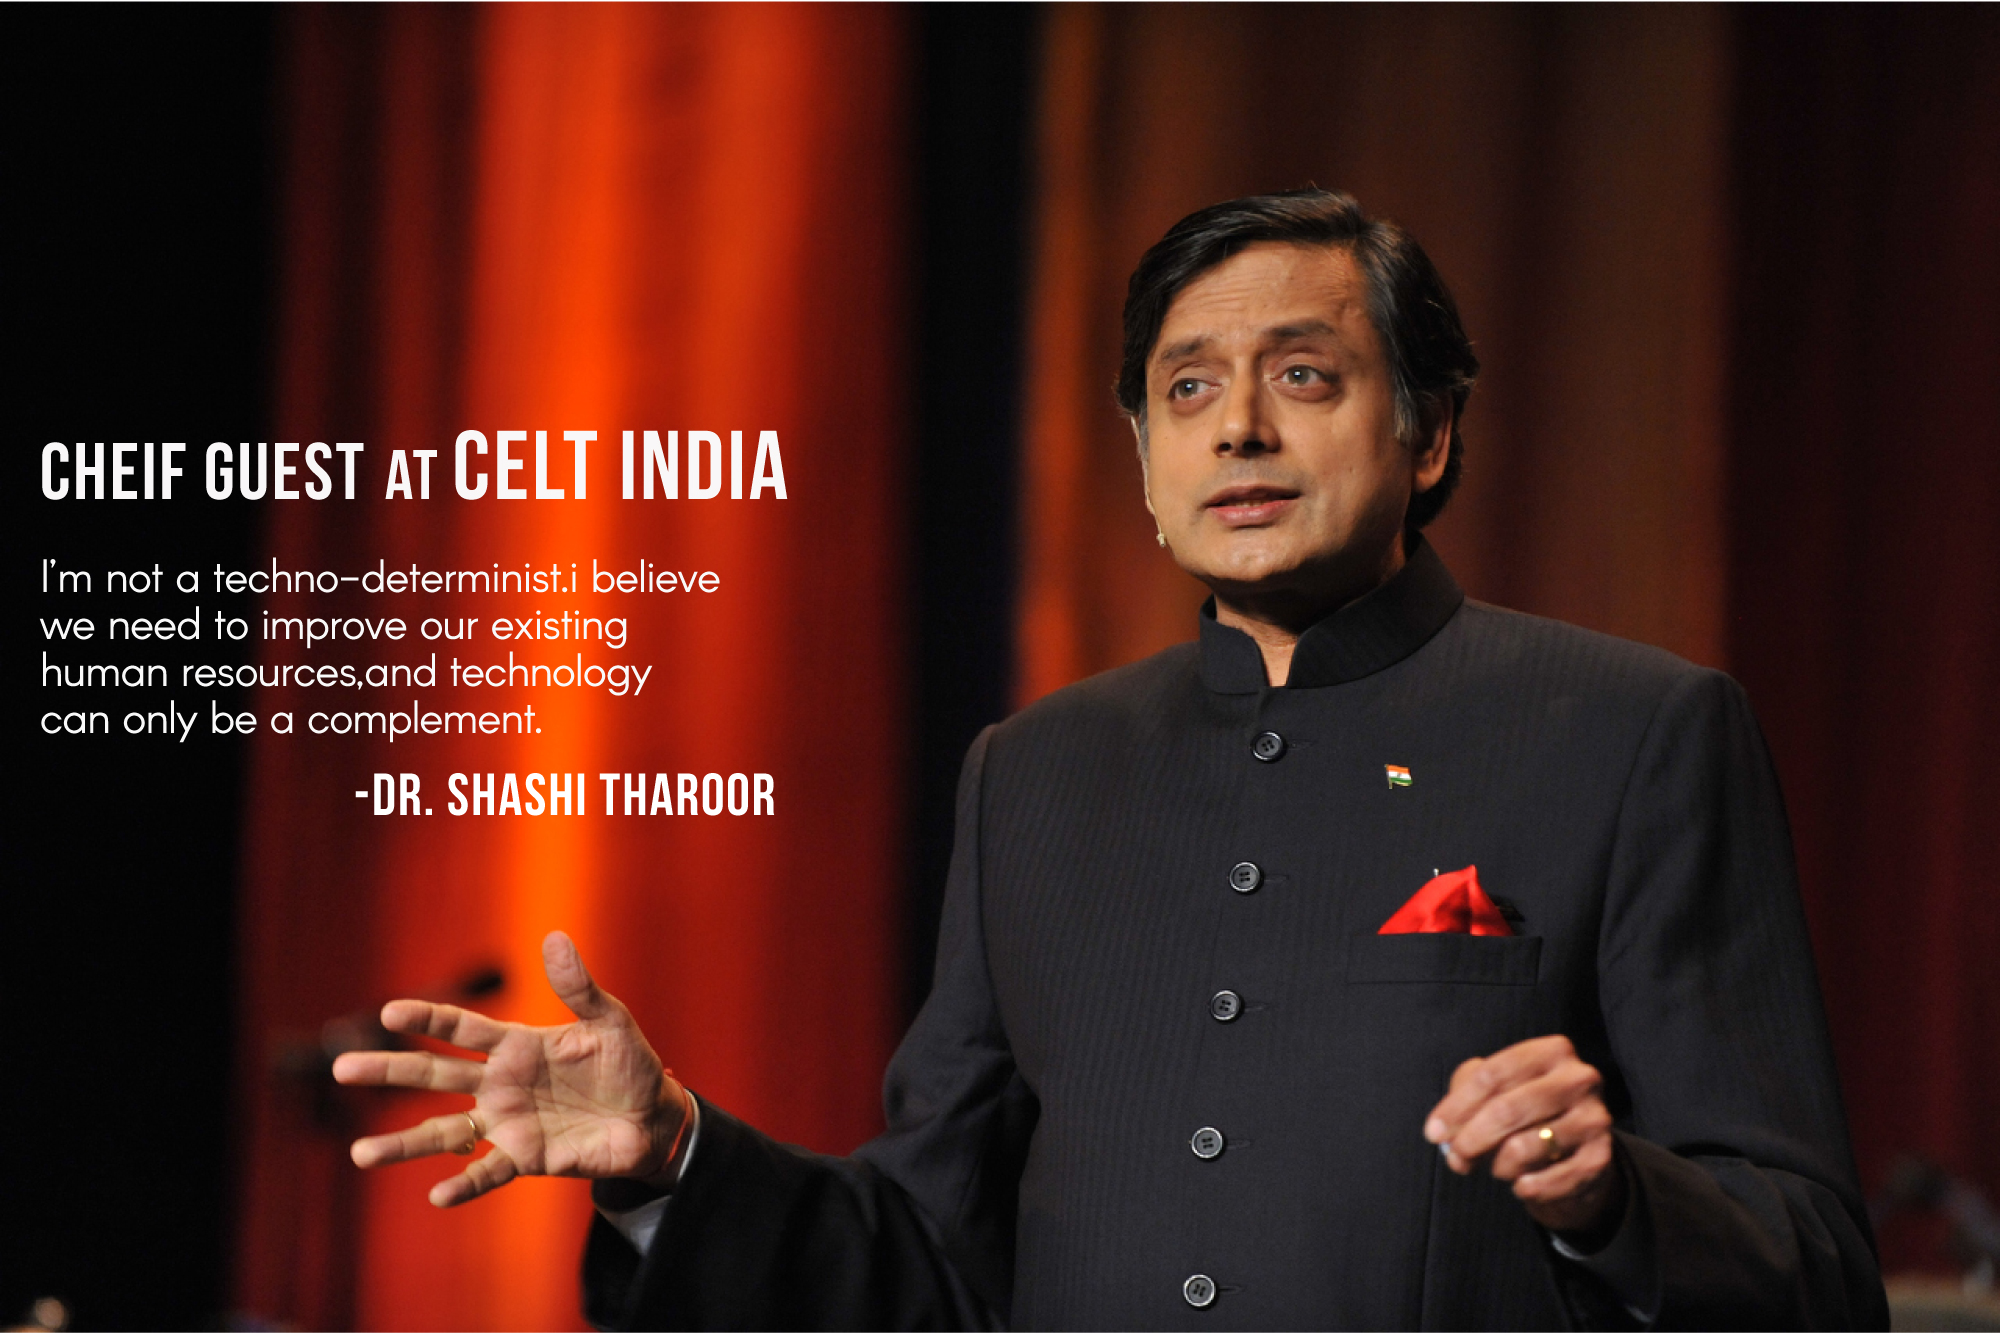 CHEIF GUEST AT CELT INDIA
I'm not a techno-determinist.i believe
we need to improve our existing
human resources,and technology
can only be a complement.
-DR. SHASHI THAROOR